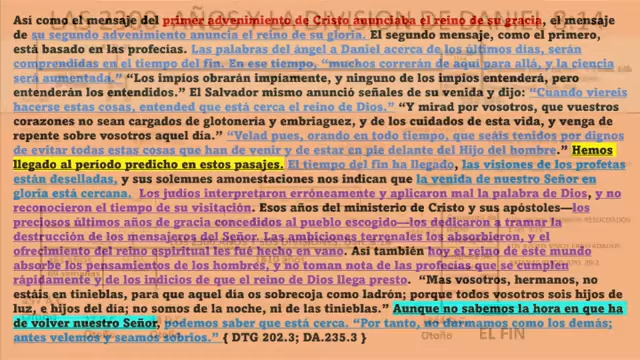 LAS 2300 AÑOS Y LA DIVISION DE DANIEL 8:14
Así como el mensaje del primer advenimiento de Cristo anunciaba el reino de su gracia, el mensaje
de su segundo advenimiento anuncia el reino de su gloria. El segundo mensaje, como el primero,
está basado en las profecías. Las palabras del ángel a Daniel acerca de los últimos días, serán
comprendidas en el tiempo del fin. En ese tiempo, “muchos correrán de aquí para allá, y la ciencia
será aumentada.” “Los impíos obrarán impíamente, y ninguno de los impíos entenderá, pero
entenderán los entendidos.” El Salvador mismo anunció señales de su venida y dijo: “Cuando viereis
hacerse estas cosas, entended que está cerca el reino de Dios.” “Y mirad por vosotros, que vuestros
corazones no sean cargados de glotonería y embriaguez, y de los cuidados de esta vida, y venga de
repente sobre vosotros aquel día.” “Velad pues, orando en todo tiempo, que seáis tenidos por dignos
de evitar todas estas cosas que han de venir y de estar en pie delante del Hijo del hombre.” Hemos
llegado al período predicho en estos pasajes. El tiempo del fin ha llegado, las visiones de los profetas
están deselladas, y sus solemnes amonestaciones nos indican que la venida de nuestro Señor en
gloria está cercana. Los judíos interpretaron erróneamente y aplicaron mal la palabra de Dios, y no
reconocieron el tiempo de su visitación. Esos años del ministerio de Cristo y sus apóstoles—los
preciosos últimos años de gracia concedidos al pueblo escogido—los dedicaron a tramar la
destrucción de los mensajeros del Señor. Las ambiciones terrenales los absorbieron, y el
ofrecimiento del reino espiritual les fué hecho en vano. Así también hoy el reino de este mundo
absorbe los pensamientos de los hombres, y no toman nota de las profecías que se cumplen
rápidamente y de los indicios de que el reino de Dios llega presto. “Mas vosotros, hermanos, no
estáis en tinieblas, para que aquel día os sobrecoja como ladrón; porque todos vosotros sois hijos de
luz, e hijos del día; no somos de la noche, ni de las tinieblas.” Aunque no sabemos la hora en que ha
de volver nuestro Señor, podemos saber que está cerca. “Por tanto, no durmamos como los demás;
antes velemos y seamos sobrios.” { DTG 202.3; DA.235.3 }
Otoño
Otoño
Otoño
EL FIN